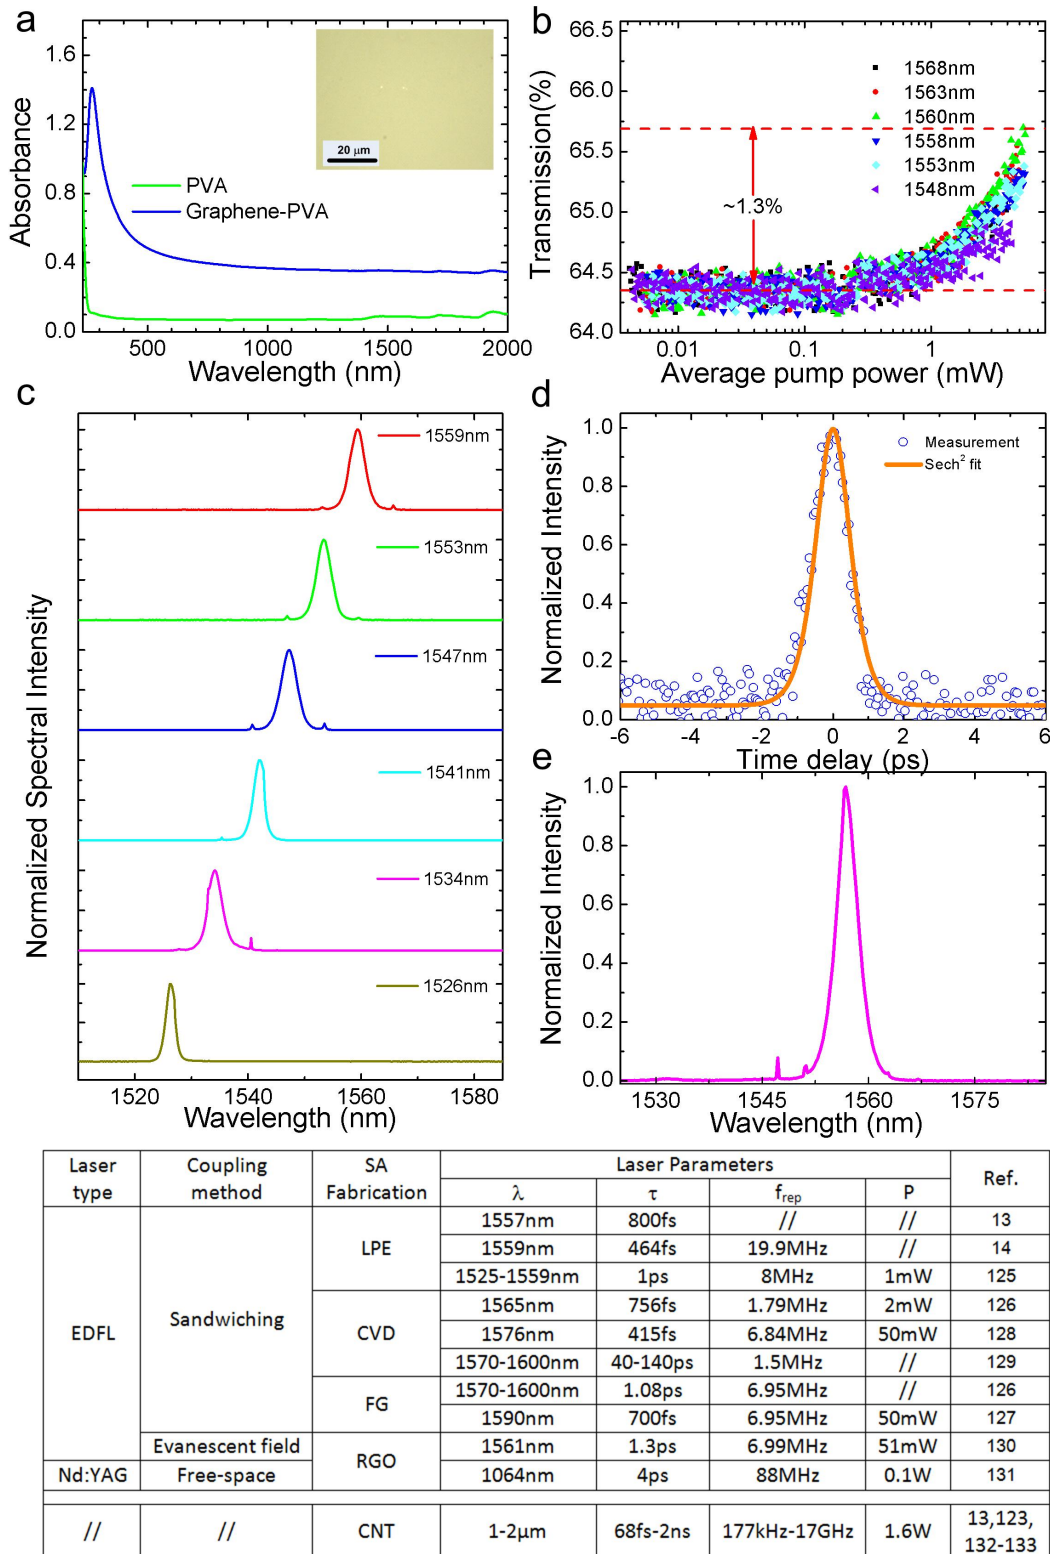 a
1.6
1.2
0.8
0.4
0.0
Absorbance
20 μm
PVA
Graphene-PVA
500
1000
1500
2000
Wavelength (nm)
b
66.5
66.0
65.5
65.0
64.5
64.0
Transmission(%)
1568nm
1563nm
1560nm
1558nm
1553nm
1548nm
~1.3%
0.01
0.1
1
Average pump power (mW)
c
Normalized Spectral Intensity
1559nm
1553nm
1547nm
1541nm
1534nm
1526nm
1520
1540
1560
1580
Wavelength (nm)
d
1.0
0.8
0.6
0.4
0.2
0.0
Normalized Intensity
Measurement
Sech² fit
-6
-4
-2
0
2
4
6
Time delay (ps)
e
1.0
0.8
0.6
0.4
0.2
0.0
Normalized Intensity
1530
1545
1560
1575
Wavelength (nm)
Laser type Coupling method SA Fabrication Laser Parameters Ref.
λ τ f_rep P
EDFL Sandwiching LPE 1557nm 800fs // // 13
1559nm 464fs 19.9MHz // 14
1525-1559nm 1ps 8MHz 1mW 125
CVD 1565nm 756fs 1.79MHz 2mW 126
1576nm 415fs 6.84MHz 50mW 128
1570-1600nm 40-140ps 1.5MHz // 129
FG 1570-1600nm 1.08ps 6.95MHz // 126
1590nm 700fs 6.95MHz 50mW 127
Evanescent field RGO 1561nm 1.3ps 6.99MHz 51mW 130
Nd:YAG Free-space 1064nm 4ps 88MHz 0.1W 131
// // CNT 1-2μm 68fs-2ns 177kHz-17GHz 1.6W 13,123, 132-133